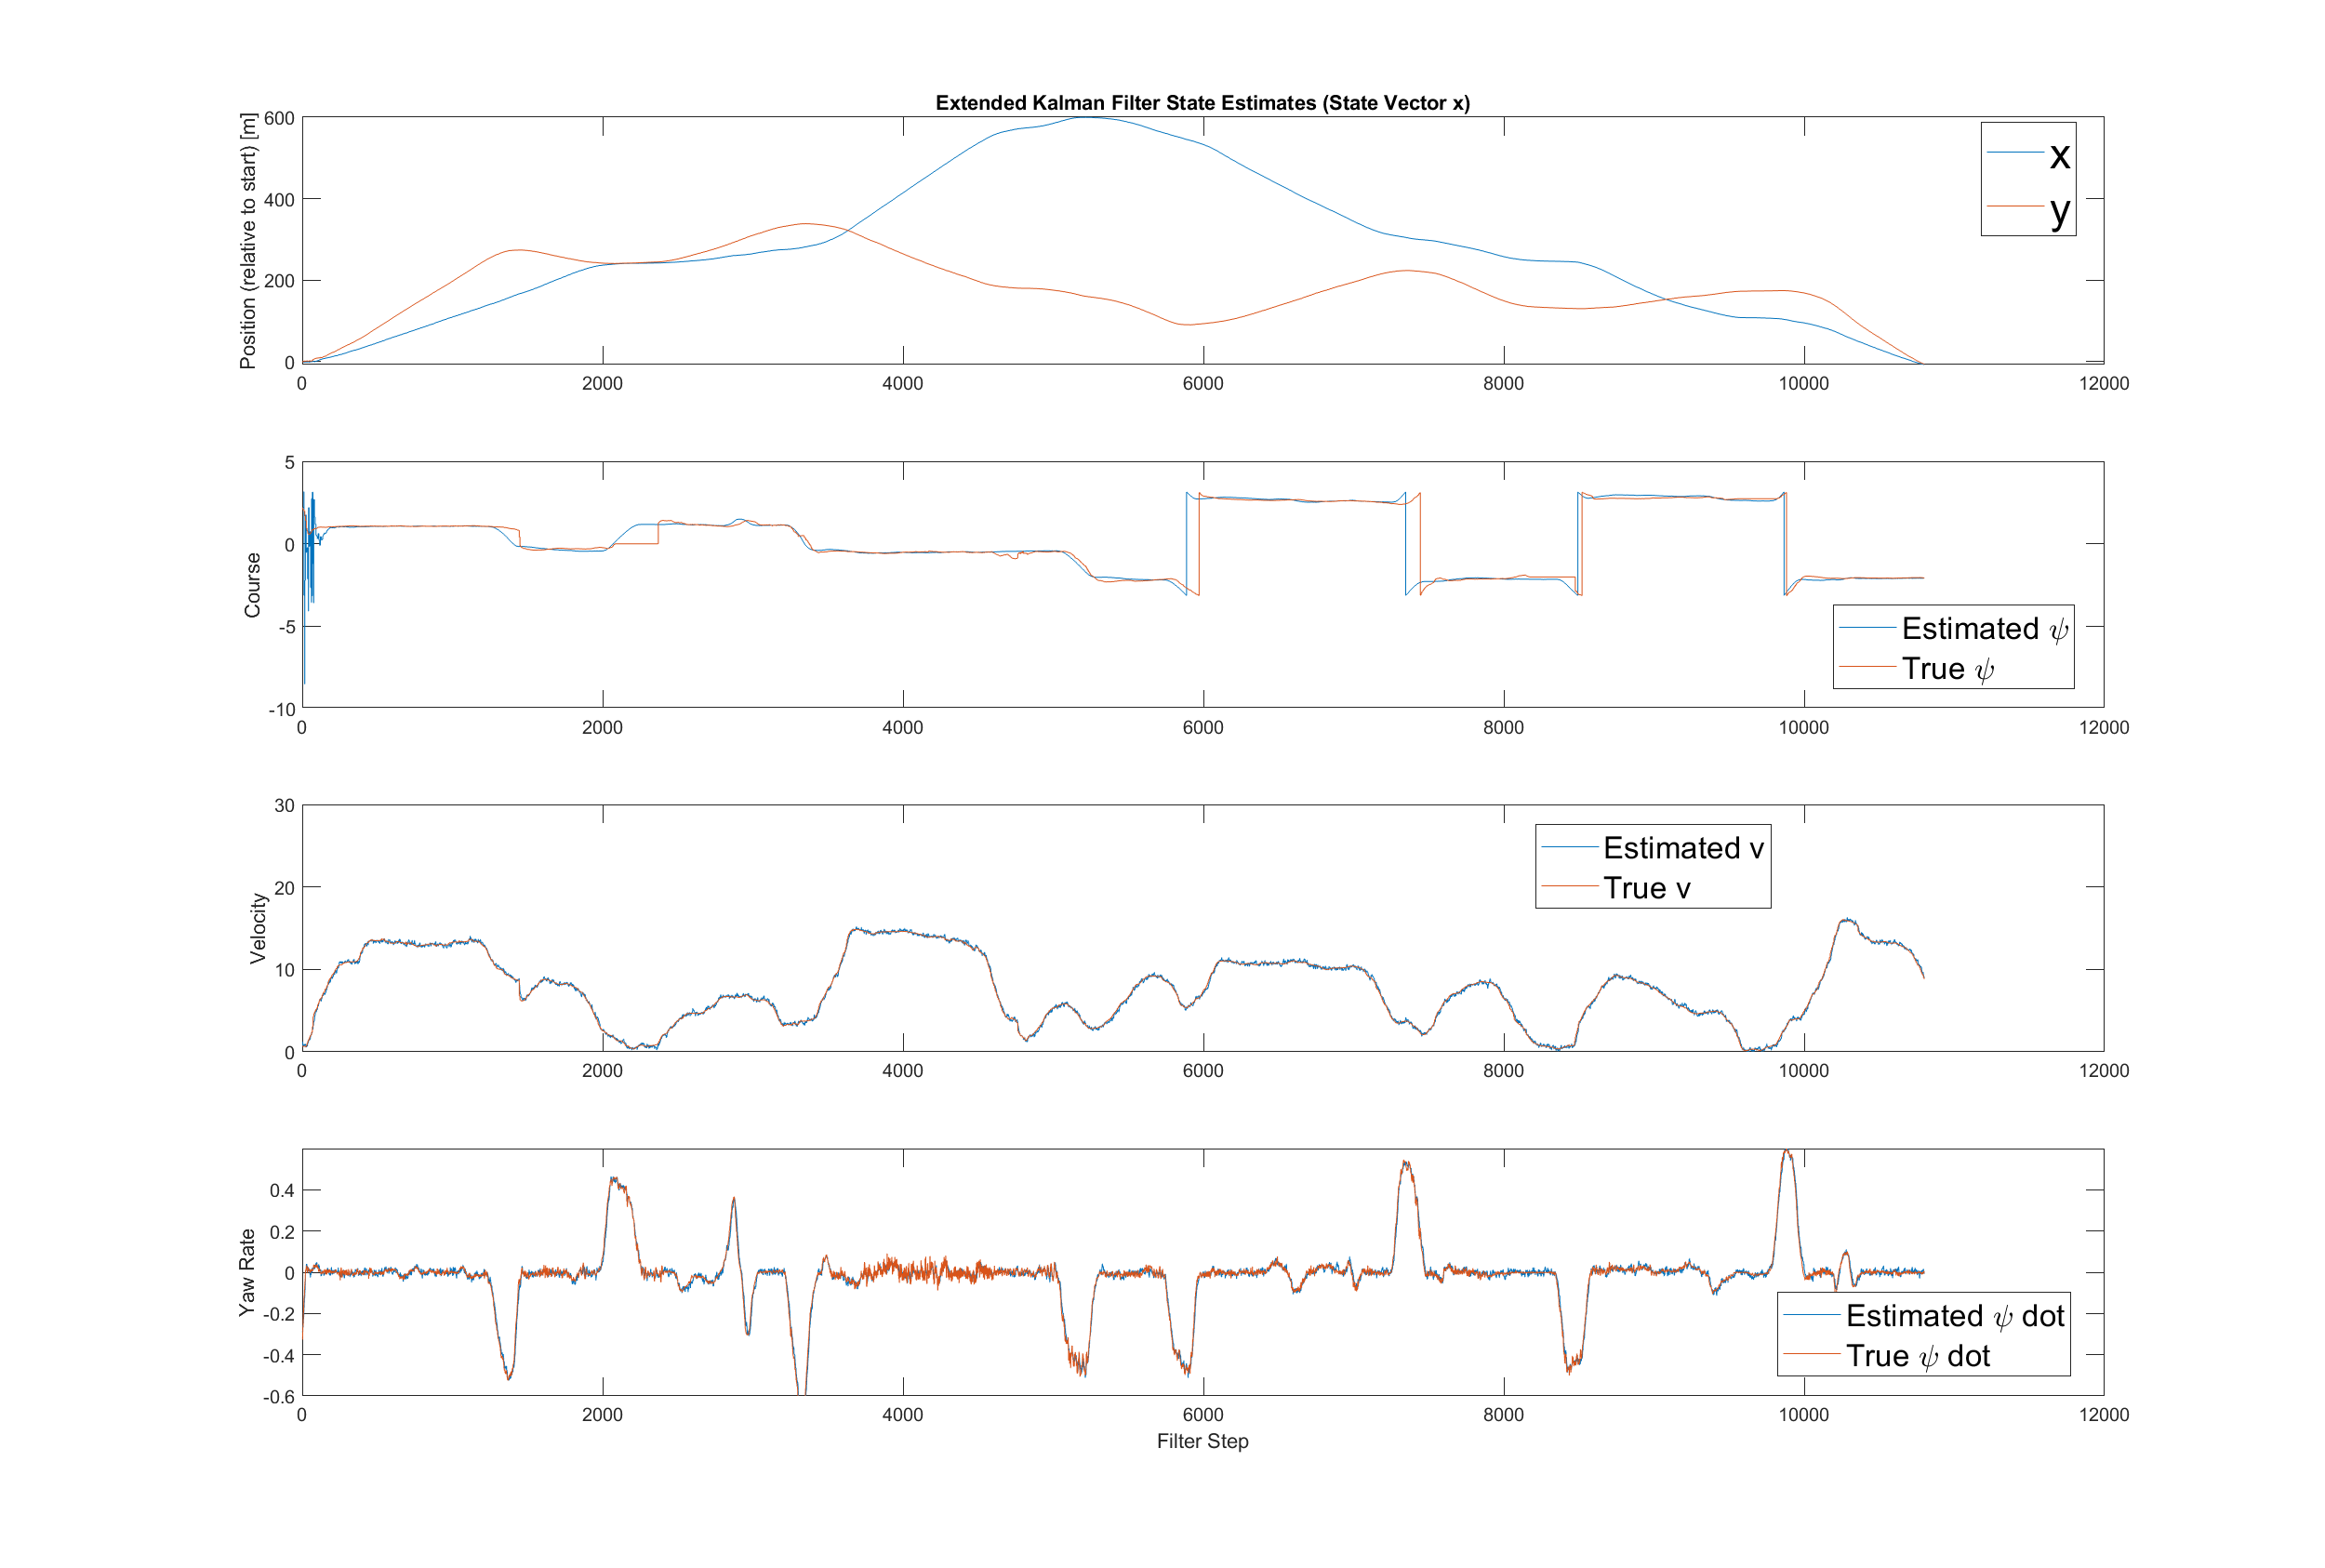 Extended Kalman Filter State Estimates (State Vector x)
Position (relative to start) [m]
600
400
200
0
x
y
0 2000 4000 6000 8000 10000 12000
Course
5
0
-5
-10
Estimated ψ
True ψ
0 2000 4000 6000 8000 10000 12000
Velocity
30
20
10
0
Estimated v
True v
0 2000 4000 6000 8000 10000 12000
Yaw Rate
0.4
0.2
0
-0.2
-0.4
-0.6
Estimated ψ dot
True ψ dot
0 2000 4000 6000 8000 10000 12000
Filter Step